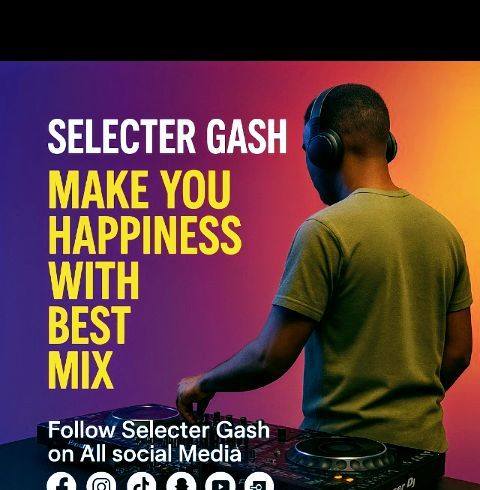 SELECTER GASH
MAKE YOU
HAPPINESS
WITH
BEST
MIX
Follow Selecter Gash
on All social Media